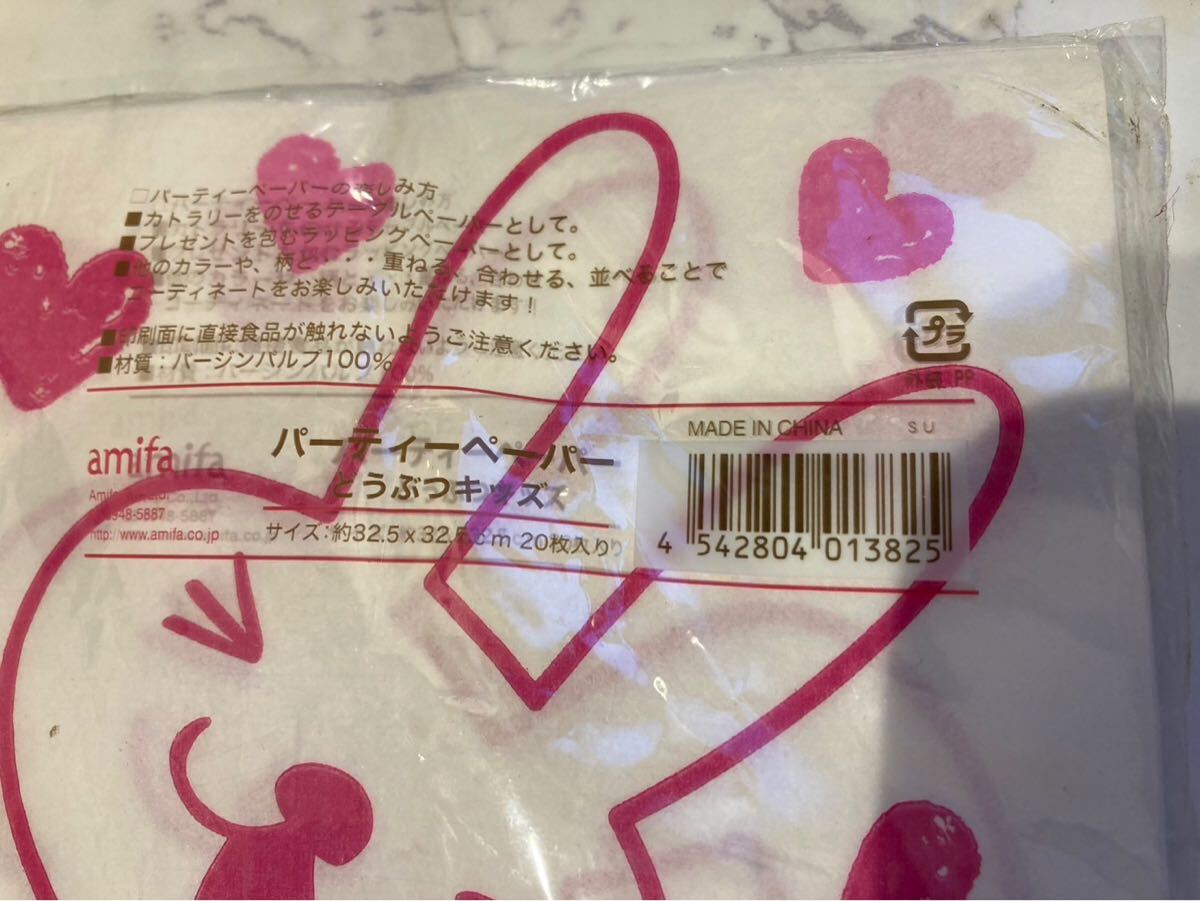 □パーティーペーパーの楽しみ方
■カトラリーをのせるテーブルペーパーとして。
■プレゼントを包むラッピングペーパーとして。
■他のカラーや、柄と・・・重ねる、合わせる、並べることで
コーディネートをお楽しみいただけます！
■印刷面に直接食品が触れないようご注意ください。
■材質：バージンパルプ100％
プラ
外袋 PP
amifa
948-5887
http://www.amifa.co.jp
パーティーペーパー
どうぶつキッズ
サイズ：約32.5 x 32.5cm 20枚入り
MADE IN CHINA SU
4 542804 013825